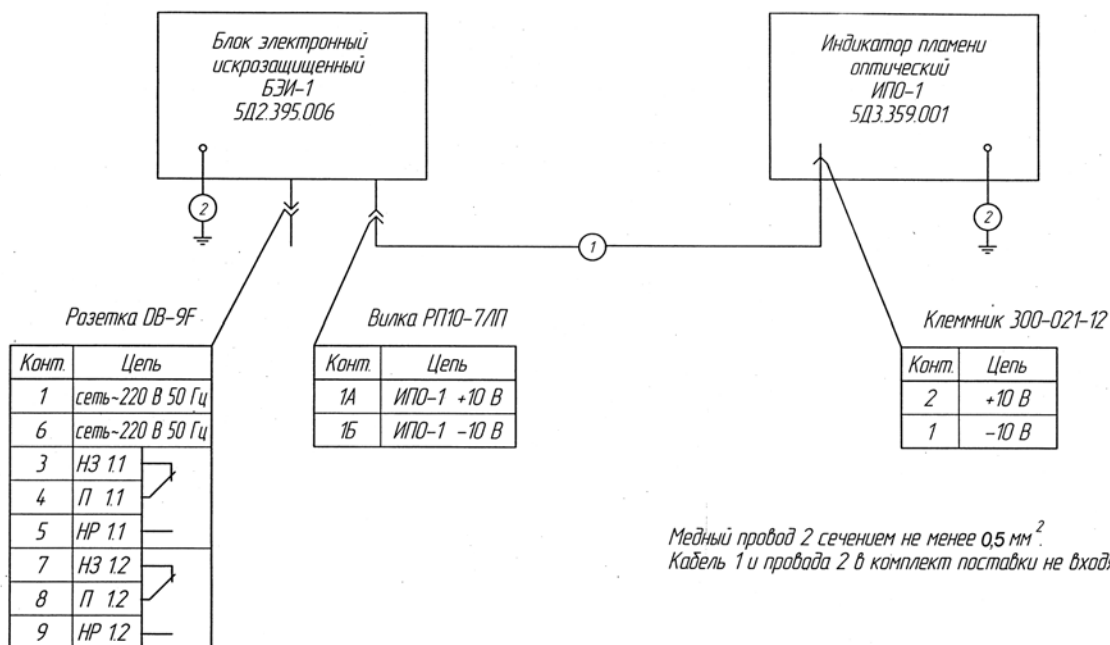 Блок электронный
искрозащищенный
БЭИ-1
5Д2.395.006
Индикатор пламени
оптический
ИПО-1
5Д3.359.001
2
2
1
Розетка DB-9F
Конт. Цепь
1 сеть~220 В 50 Гц
6 сеть~220 В 50 Гц
3 НЗ 1.1
4 П 1.1
5 НР 1.1
7 НЗ 1.2
8 П 1.2
9 НР 1.2
Вилка РП10-7ЛП
Конт. Цепь
1А ИПО-1 +10 В
1Б ИПО-1 -10 В
Клеммник 300-021-12
Конт. Цепь
2 +10 В
1 -10 В
Медный провод 2 сечением не менее 0,5 мм².
Кабель 1 и провода 2 в комплект поставки не входя